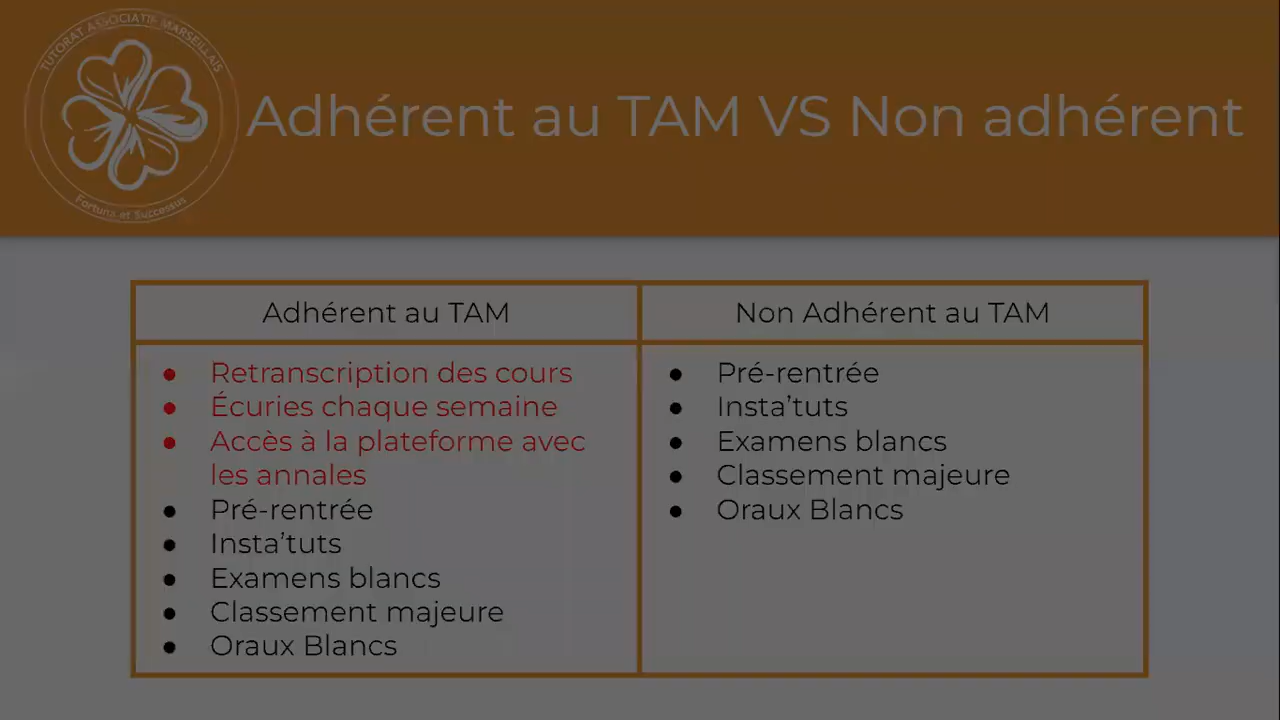 TUTORAT ASSOCIATIF MARSEILLAIS
Fortuna et Successus
Adhérent au TAM VS Non adhérent
Adhérent au TAM
Retranscription des cours
Écuries chaque semaine
Accès à la plateforme avec
les annales
Pré-rentrée
Insta'tuts
Examens blancs
Classement majeure
Oraux Blancs
Non Adhérent au TAM
Pré-rentrée
Insta'tuts
Examens blancs
Classement majeure
Oraux Blancs